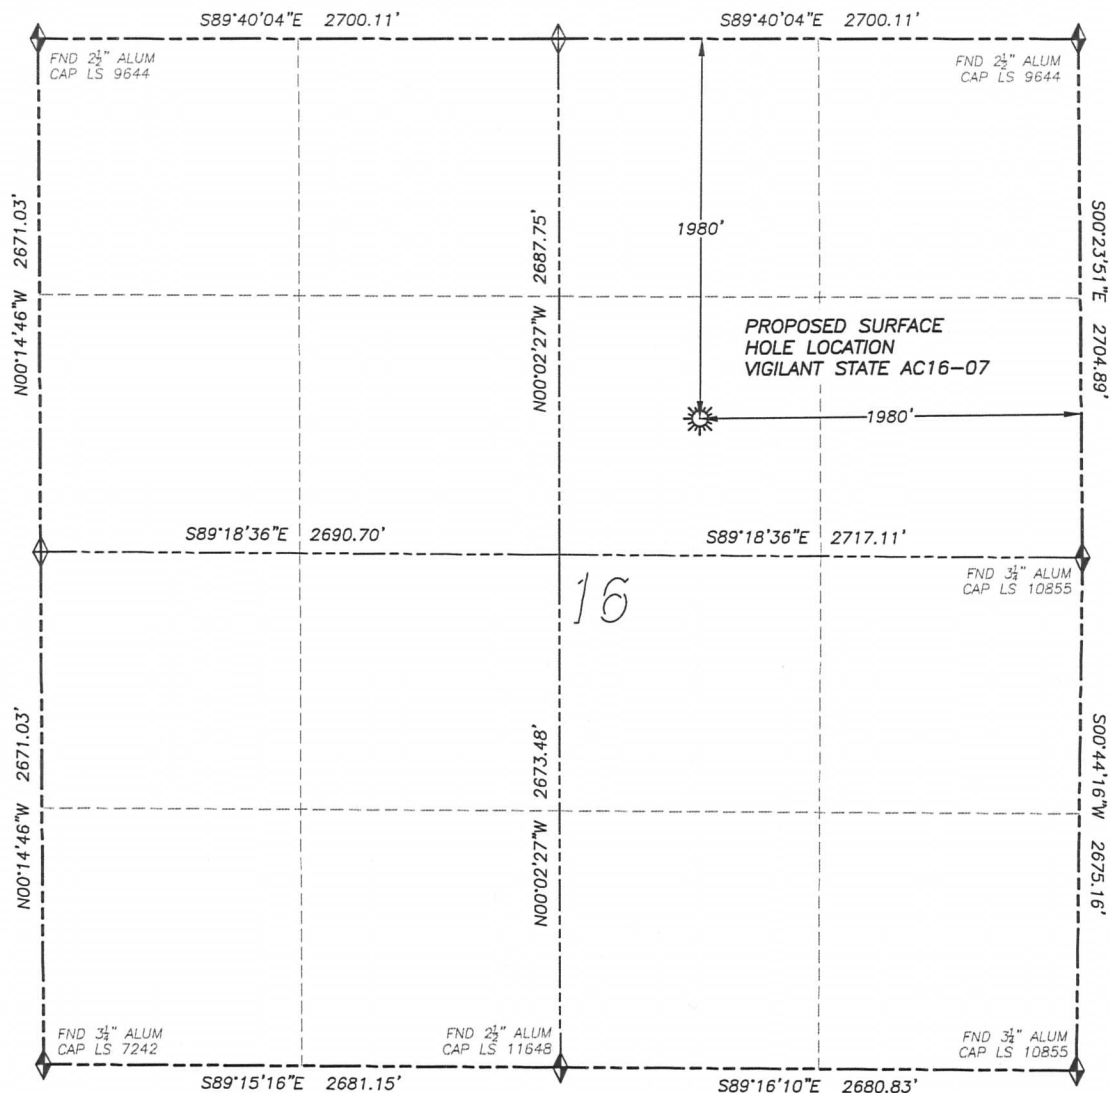 S89°40'04"E 2700.11'
S89°40'04"E 2700.11'
FND 2½" ALUM
CAP LS 9644
FND 2½" ALUM
CAP LS 9644
N00°14'46"W 2671.03'
N00°02'27"W 2687.75'
1980'
S00°23'51"E 2704.89'
PROPOSED SURFACE
HOLE LOCATION
VIGILANT STATE AC16-07
1980'
S89°18'36"E 2690.70'
S89°18'36"E 2717.11'
FND 3¼" ALUM
CAP LS 10855
16
N00°14'46"W 2671.03'
N00°02'27"W 2673.48'
S00°44'16"W 2675.16'
FND 3¼" ALUM
CAP LS 7242
FND 2½" ALUM
CAP LS 11648
FND 3¼" ALUM
CAP LS 10855
S89°15'16"E 2681.15'
S89°16'10"E 2680.83'